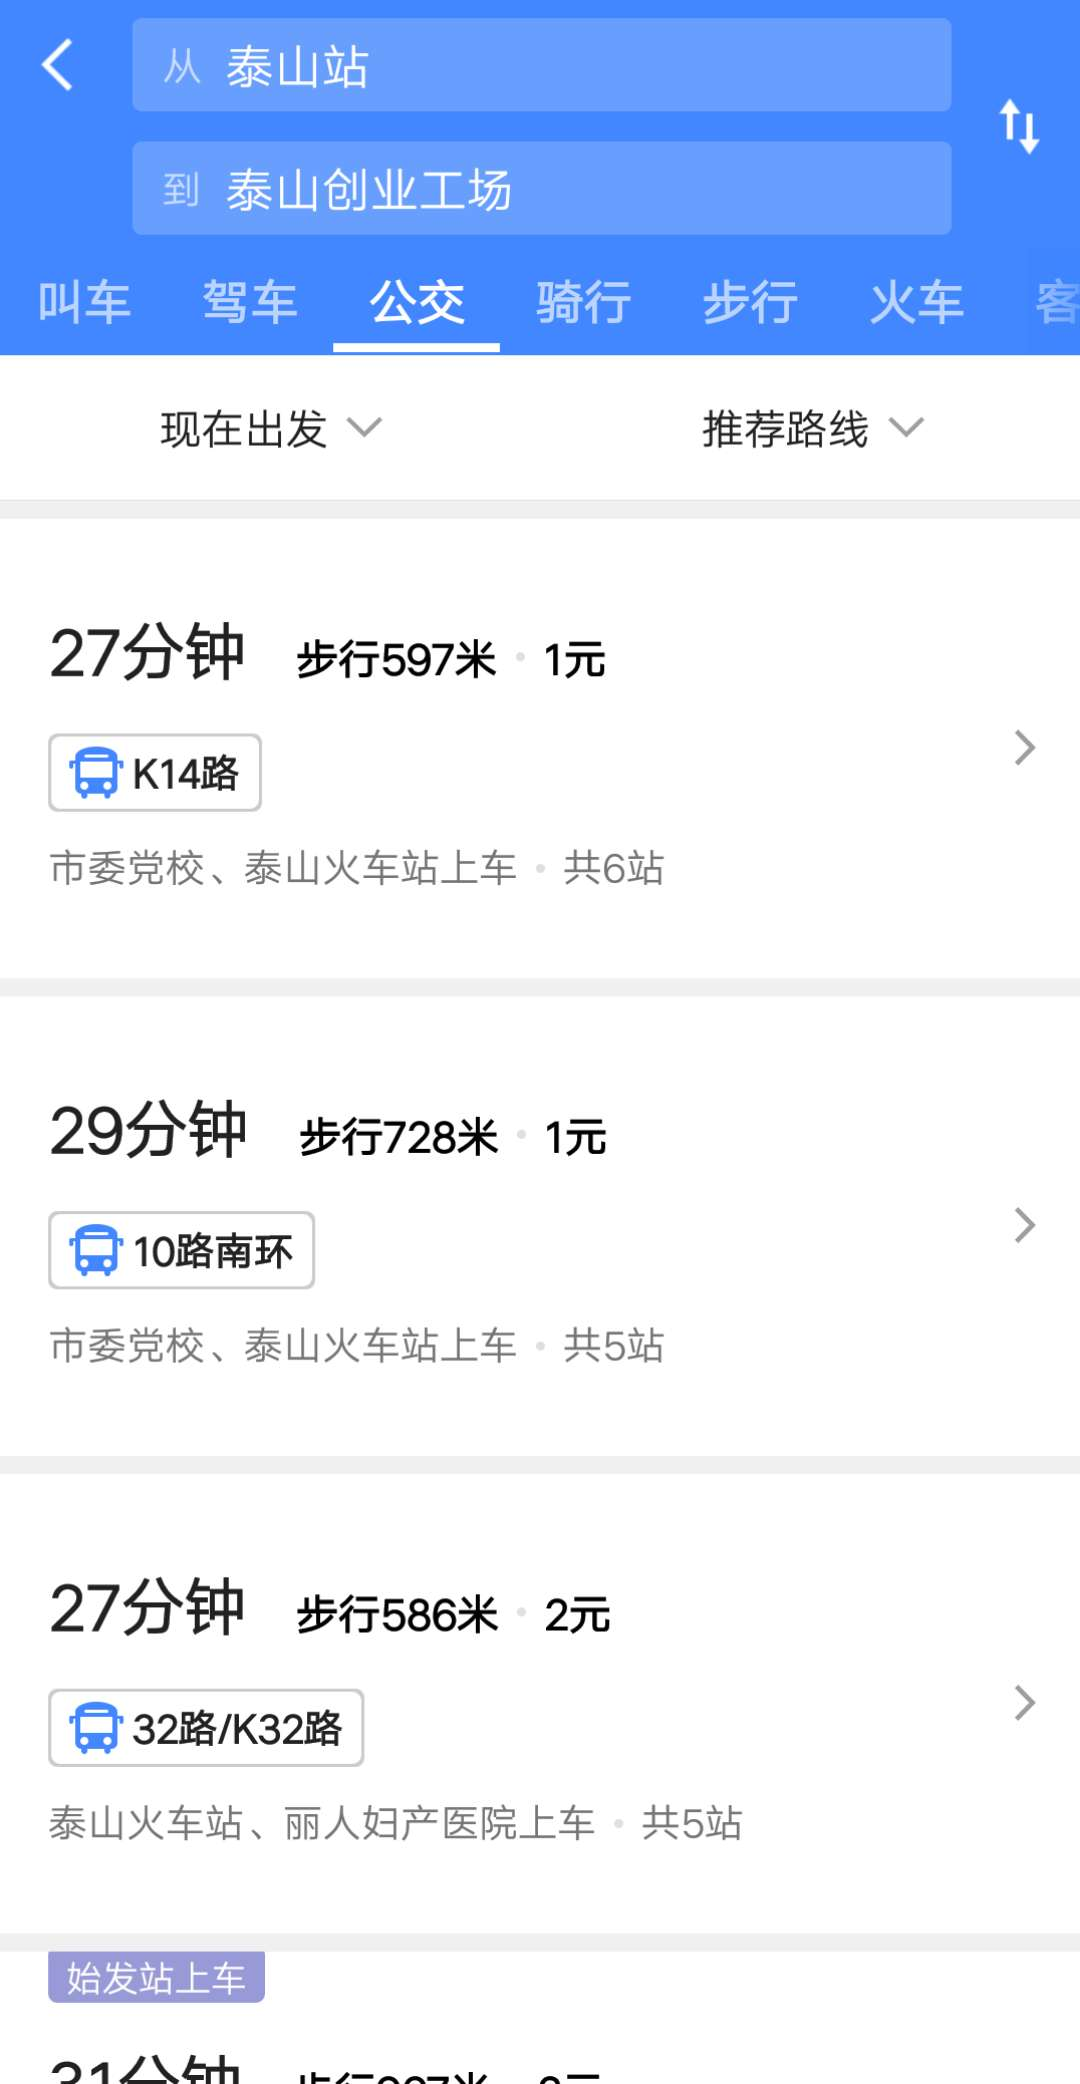 从 泰山站
到 泰山创业工场
叫车 驾车 公交 骑行 步行 火车 客
现在出发 推荐路线
27分钟 步行597米 · 1元
K14路
市委党校、泰山火车站上车 · 共6站
29分钟 步行728米 · 1元
10路南环
市委党校、泰山火车站上车 · 共5站
27分钟 步行586米 · 2元
32路/K32路
泰山火车站、丽人妇产医院上车 · 共5站
始发站上车
31分钟